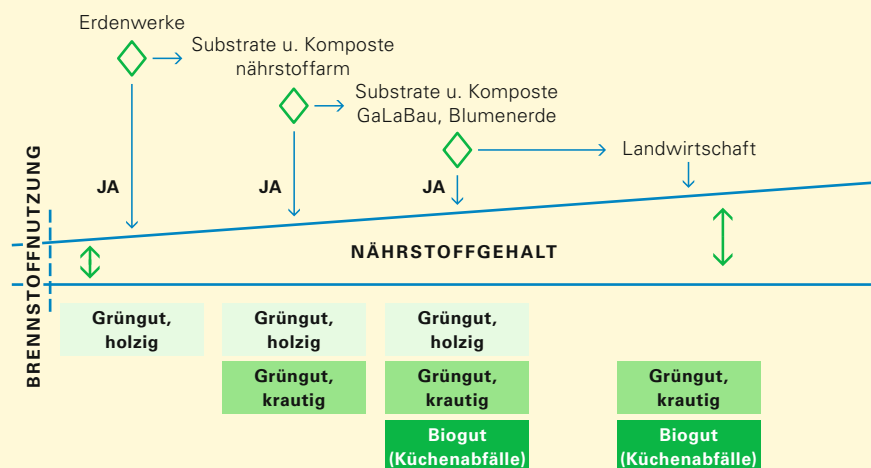 Erdenwerke
Substrate u. Komposte
nährstoffarm
Substrate u. Komposte
GaLaBau, Blumenerde
Landwirtschaft
JA
JA
JA
BRENNSTOFFNUTZUNG
NÄHRSTOFFGEHALT
Grüngut,
holzig
Grüngut,
holzig
Grüngut,
holzig
Grüngut,
krautig
Grüngut,
krautig
Grüngut,
krautig
Biogut
(Küchenabfälle)
Biogut
(Küchenabfälle)